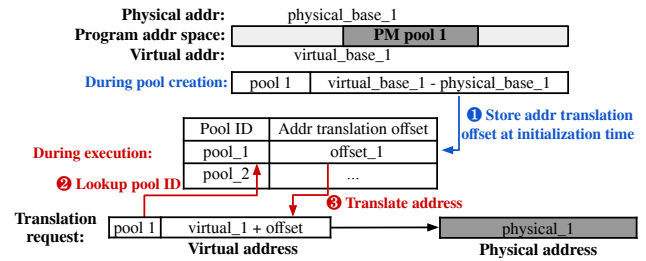 Physical addr: physical_base_1
Program addr space: PM pool 1
Virtual addr: virtual_base_1
During pool creation: pool 1 virtual_base_1 - physical_base_1
❶ Store addr translation
offset at initialization time
Pool ID Addr translation offset
During execution: pool_1 offset_1
pool_2 ...
❷ Lookup pool ID
❸ Translate address
Translation
request: pool 1 virtual_1 + offset physical_1
Virtual address Physical address